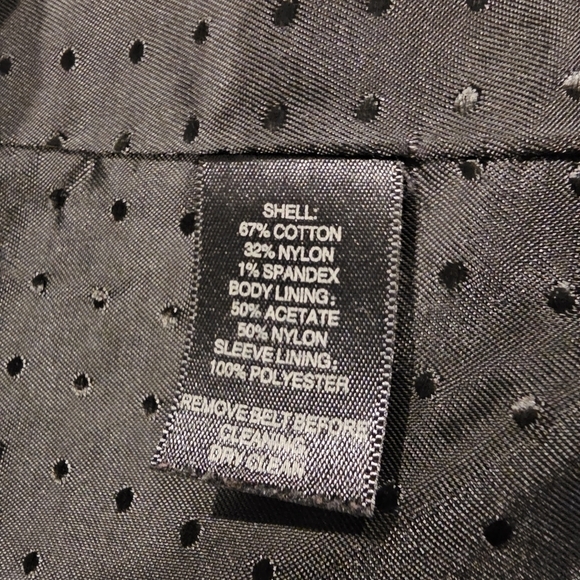 SHELL:
67% COTTON
32% NYLON
1% SPANDEX
BODY LINING:
50% ACETATE
50% NYLON
SLEEVE LINING:
100% POLYESTER
REMOVE BELT BEFORE
CLEANING
DRY CLEAN